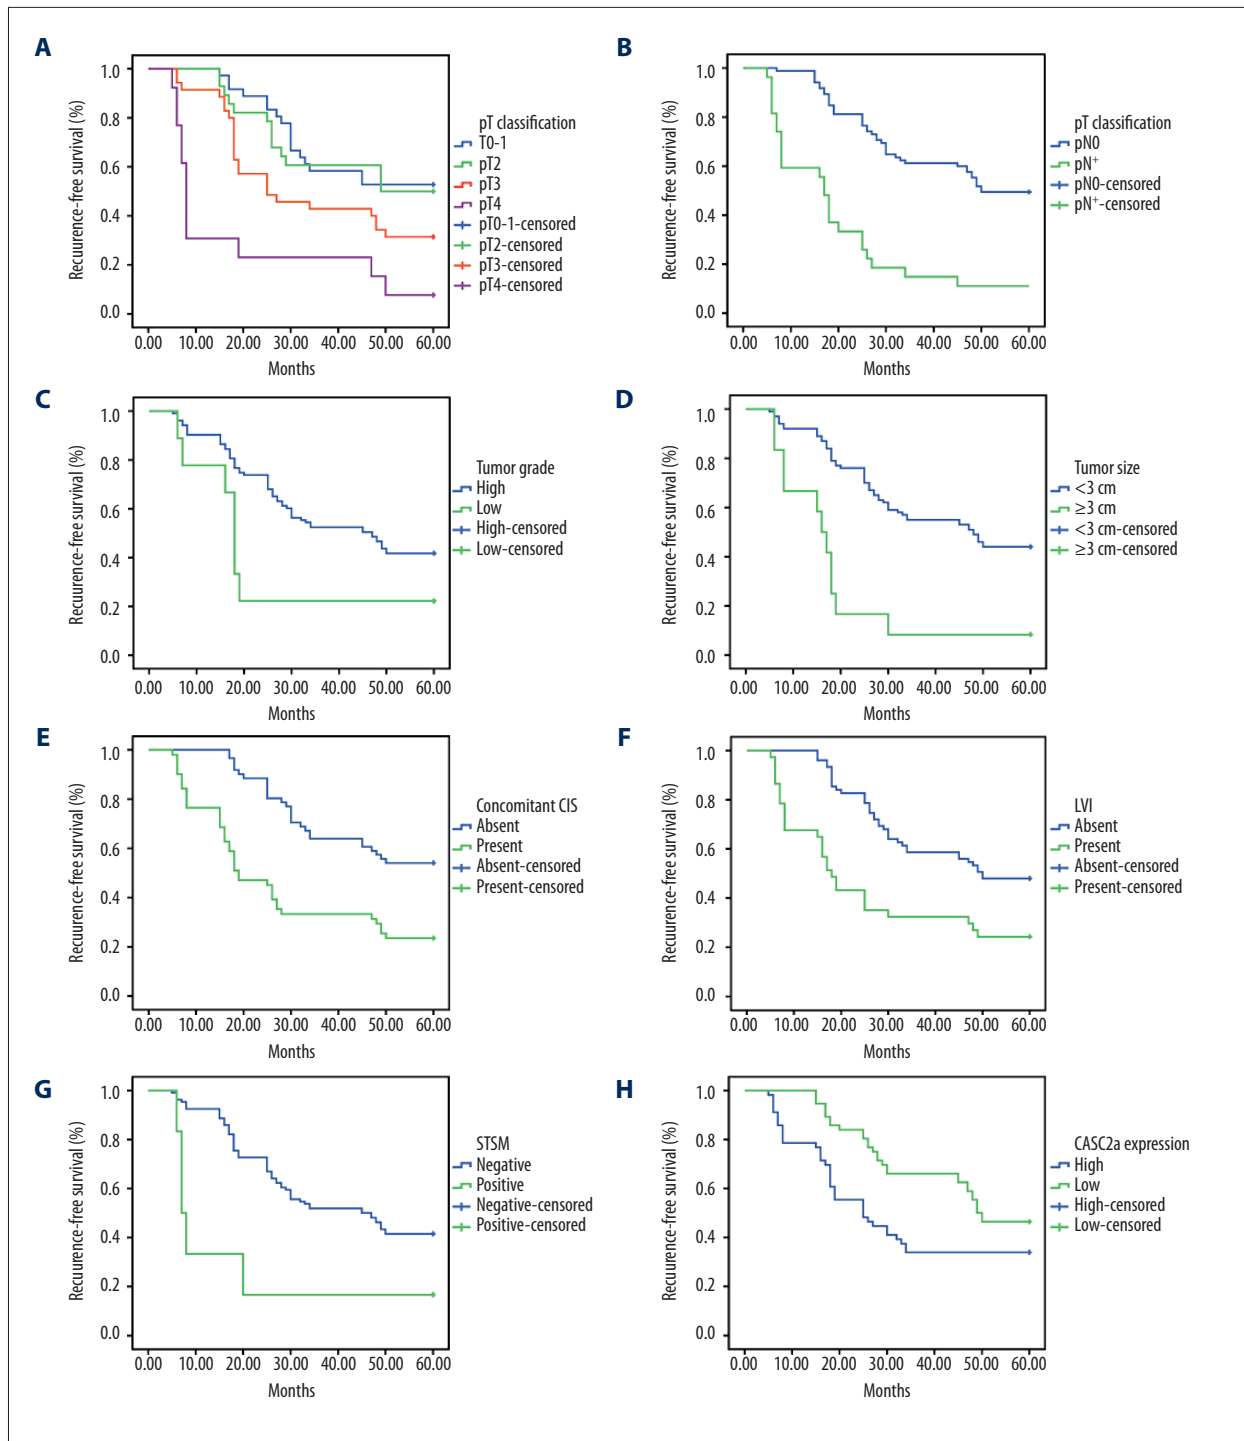 A
Recuurence-free survival (%)
1.0
0.8
0.6
0.4
0.2
0.0
0.00 10.00 20.00 30.00 40.00 50.00 60.00
Months
pT classification
T0-1
pT2
pT3
pT4
pT0-1-censored
pT2-censored
pT3-censored
pT4-censored
B
Recuurence-free survival (%)
1.0
0.8
0.6
0.4
0.2
0.0
0.00 10.00 20.00 30.00 40.00 50.00 60.00
Months
pT classification
pN0
pN⁺
pN0-censored
pN⁺-censored
C
Recuurence-free survival (%)
1.0
0.8
0.6
0.4
0.2
0.0
0.00 10.00 20.00 30.00 40.00 50.00 60.00
Months
Tumor grade
High
Low
High-censored
Low-censored
D
Recuurence-free survival (%)
1.0
0.8
0.6
0.4
0.2
0.0
0.00 10.00 20.00 30.00 40.00 50.00 60.00
Months
Tumor size
<3 cm
≥3 cm
<3 cm-censored
≥3 cm-censored
E
Recuurence-free survival (%)
1.0
0.8
0.6
0.4
0.2
0.0
0.00 10.00 20.00 30.00 40.00 50.00 60.00
Months
Concomitant CIS
Absent
Present
Absent-censored
Present-censored
F
Recuurence-free survival (%)
1.0
0.8
0.6
0.4
0.2
0.0
0.00 10.00 20.00 30.00 40.00 50.00 60.00
Months
LVI
Absent
Present
Absent-censored
Present-censored
G
Recuurence-free survival (%)
1.0
0.8
0.6
0.4
0.2
0.0
0.00 10.00 20.00 30.00 40.00 50.00 60.00
Months
STSM
Negative
Positive
Negative-censored
Positive-censored
H
Recuurence-free survival (%)
1.0
0.8
0.6
0.4
0.2
0.0
0.00 10.00 20.00 30.00 40.00 50.00 60.00
Months
CASC2a expression
High
Low
High-censored
Low-censored